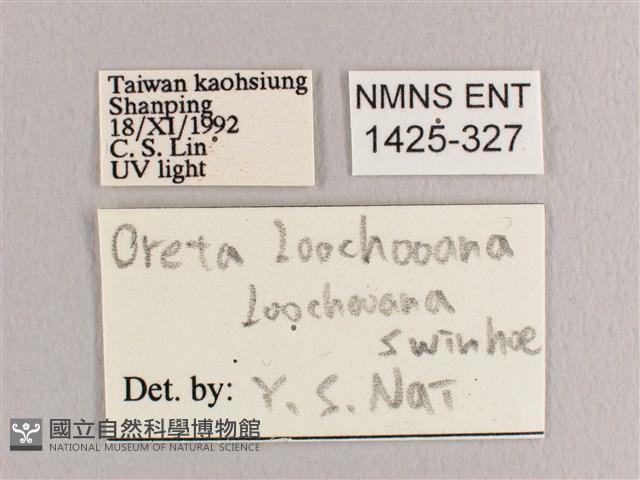 Taiwan kaohsiung
Shanping
18/XI/1992
C. S. Lin
UV light
NMNS ENT
1425-327
Oreta loochooana
loochooana
swinhoe
Det. by: Y. S. Nai
國立自然科學博物館
NATIONAL MUSEUM OF NATURAL SCIENCE